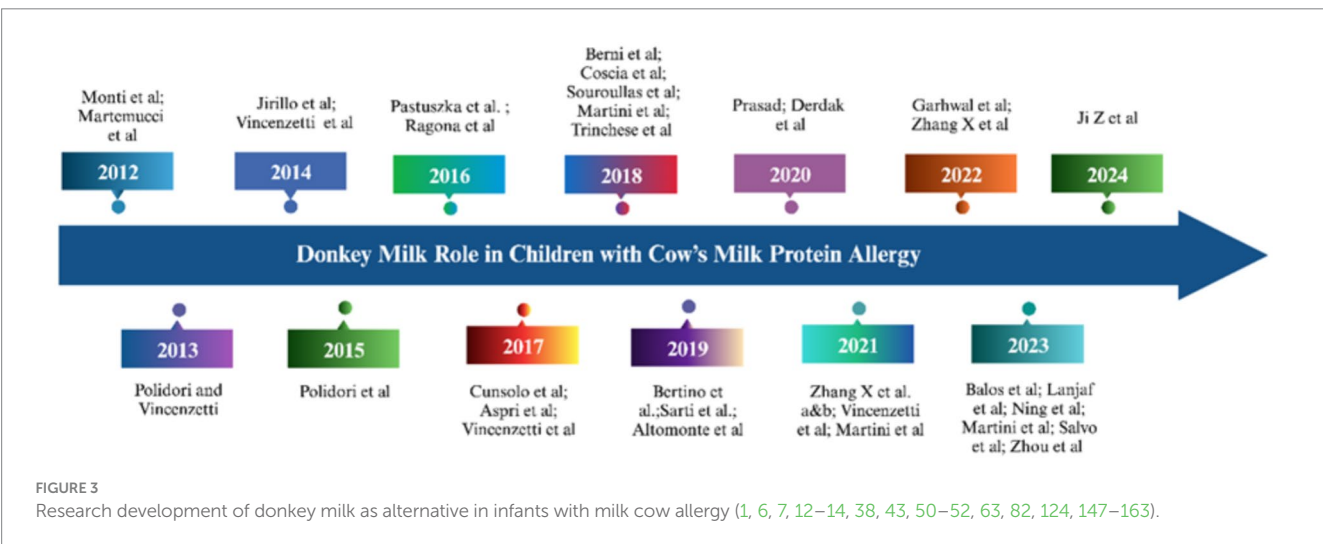 Monti et al;
Martemucci
et al
2012
Jirillo et al;
Vincenzetti et al
2014
Pastuszka et al. ;
Ragona et al
2016
Berni et al;
Coscia et al;
Souroullas et al;
Martini et al;
Trinchese et al
2018
Prasad; Derdak
et al
2020
Garhwal et al;
Zhang X et al
2022
Ji Z et al
2024
Donkey Milk Role in Children with Cow's Milk Protein Allergy
2013
Polidori and
Vincenzetti
2015
Polidori et al
2017
Cunsolo et al;
Aspri et al;
Vincenzetti et al
2019
Bertino et
al.;Sarti et al.;
Altomonte et al
2021
Zhang X et al.
a&b; Vincenzetti
et al; Martini et al
2023
Balos et al; Lanjaf
et al; Ning et al;
Martini et al; Salvo
et al; Zhou et al
FIGURE 3
Research development of donkey milk as alternative in infants with milk cow allergy (1, 6, 7, 12–14, 38, 43, 50–52, 63, 82, 124, 147–163).